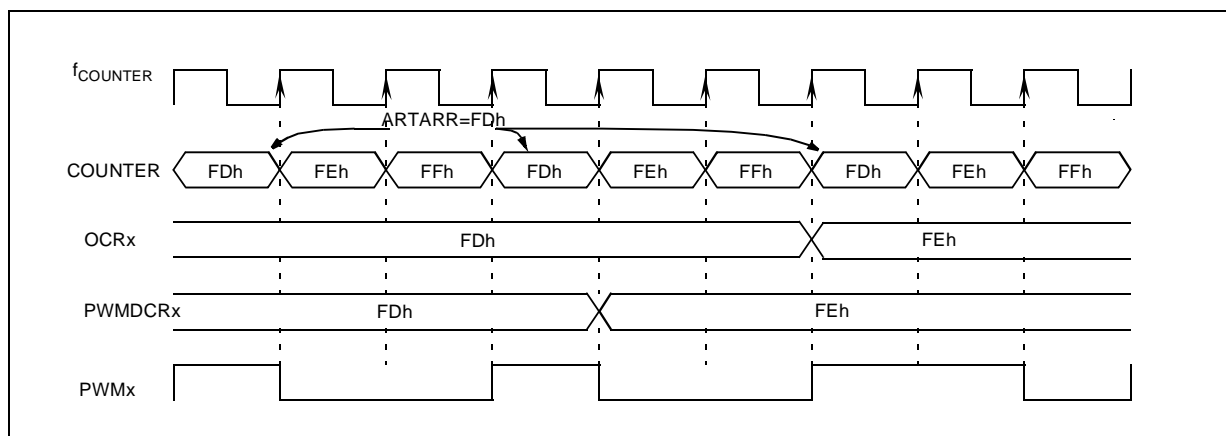 fCOUNTER
ARTARR=FDh
COUNTER FDh FEh FFh FDh FEh FFh FDh FEh FFh
OCRx FDh FEh
PWMDCRx FDh FEh
PWMx